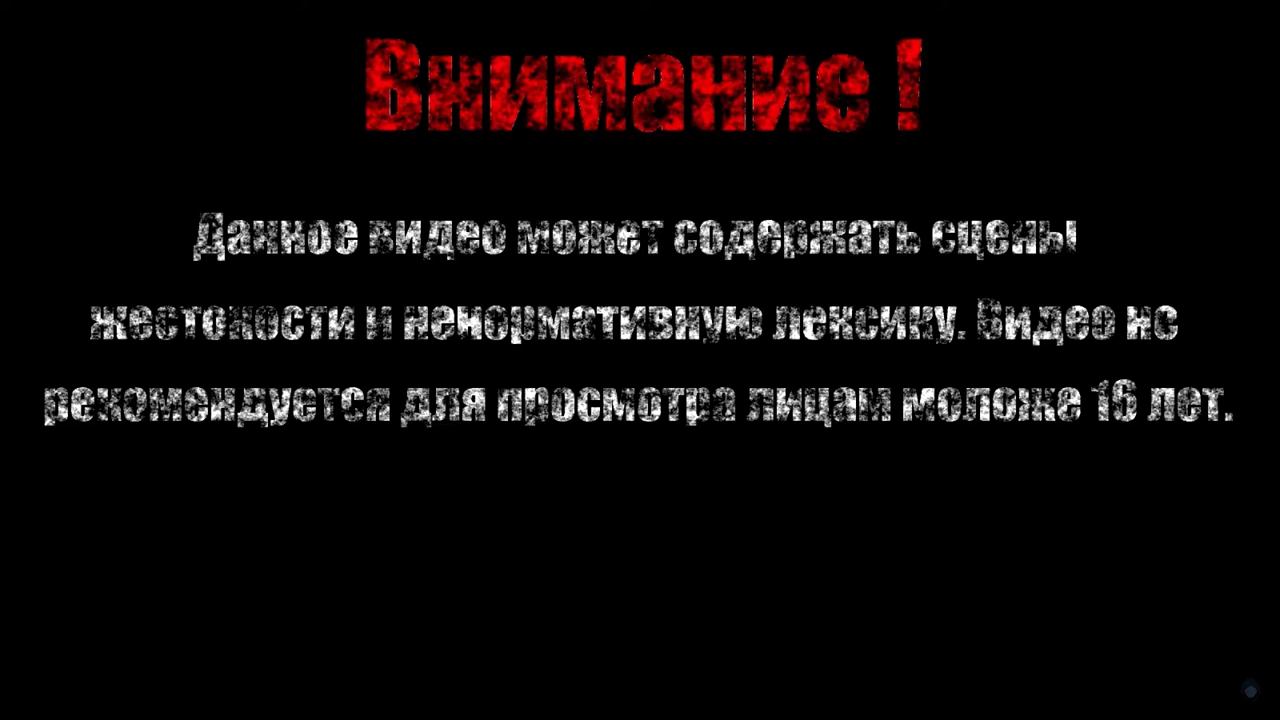 Внимание !
Данное видео может содержать сцены
жестокости и ненормативную лексику. Видео не
рекомендуется для просмотра лицам моложе 16 лет.